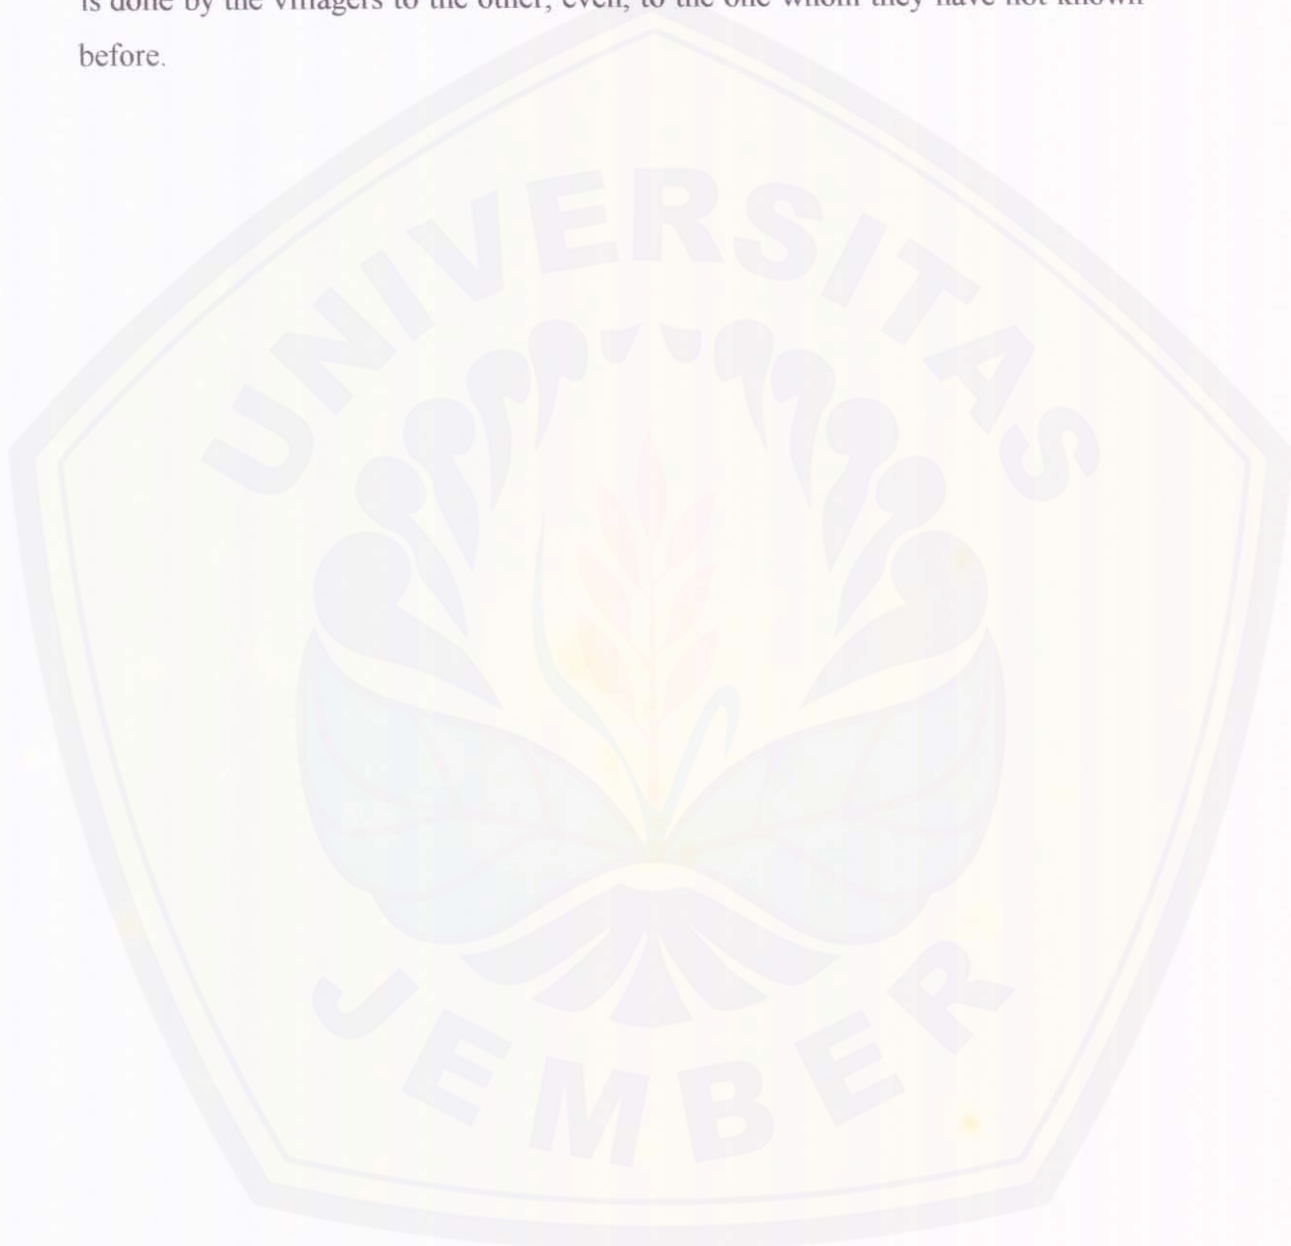 is done by the villagers to the other, even, to the one whom they have not known
before.
UNIVERSITAS
JEMBER